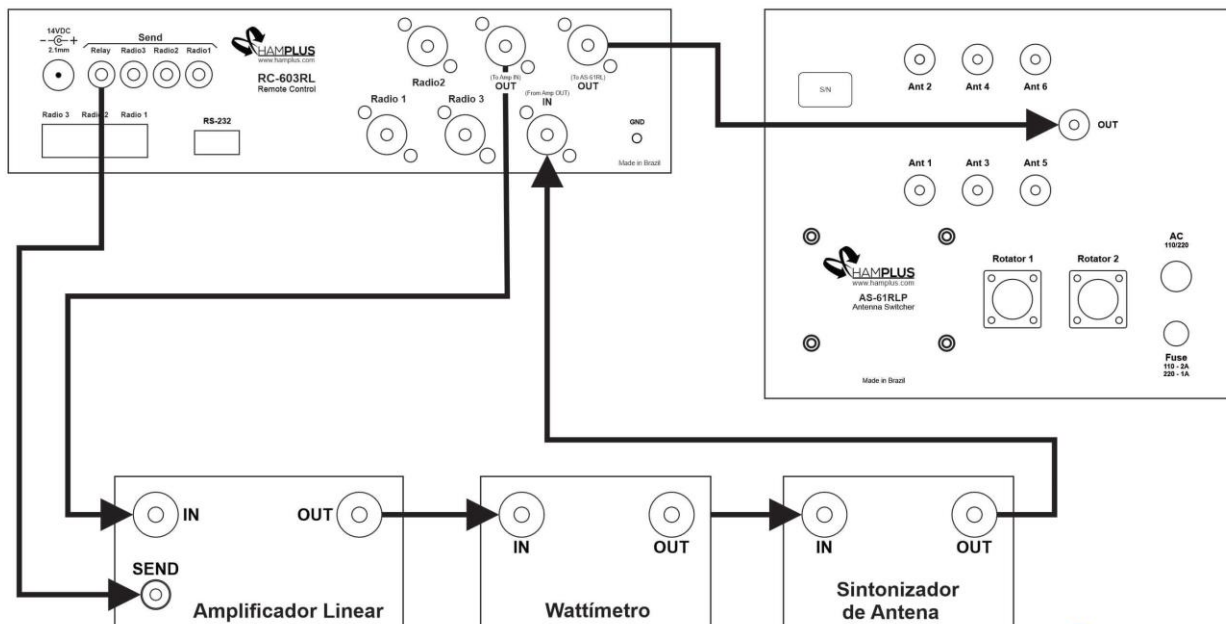 14VDC
- +
2.1mm
Send
Relay Radio3 Radio2 Radio1
HAMPLUS
www.hamplus.com
RC-603RL
Remote Control
Radio 3 Radio 2 Radio 1
RS-232
Radio2
Radio 1
Radio 3
(To Amp IN)
OUT
(To AS-61RL)
OUT
(From Amp OUT)
IN
GND
Made in Brazil
S/N
Ant 2 Ant 4 Ant 6
OUT
Ant 1 Ant 3 Ant 5
HAMPLUS
www.hamplus.com
AS-61RLP
Antenna Switcher
Made in Brazil
Rotator 1
Rotator 2
AC
110/220
Fuse
110 - 2A
220 - 1A
IN
OUT
SEND
Amplificador Linear
IN
OUT
Wattímetro
IN
OUT
Sintonizador
de Antena